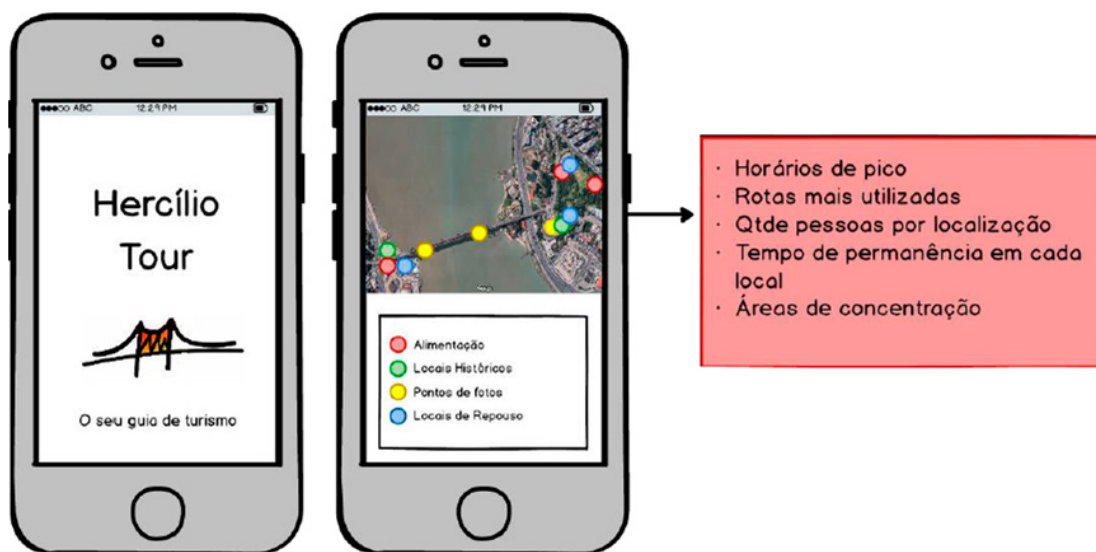 ●●●○○ ABC 12:29 PM
Hercílio
Tour
O seu guia de turismo
●●●○○ ABC 12:29 PM
Alimentação
Locais Históricos
Pontos de fotos
Locais de Repouso
· Horários de pico
· Rotas mais utilizadas
· Qtde pessoas por localização
· Tempo de permanência em cada
local
· Áreas de concentração